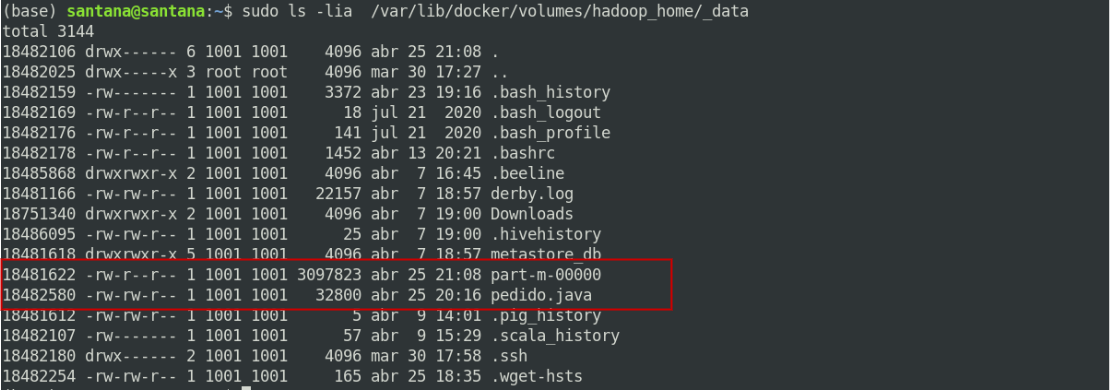 (base) santana@santana:~$ sudo ls -lia  /var/lib/docker/volumes/hadoop_home/_data
total 3144
18482106 drwx------ 6 1001 1001    4096 abr 25 21:08 .
18482025 drwx-----x 3 root root    4096 mar 30 17:27 ..
18482159 -rw------- 1 1001 1001    3372 abr 23 19:16 .bash_history
18482169 -rw-r--r-- 1 1001 1001      18 jul 21  2020 .bash_logout
18482176 -rw-r--r-- 1 1001 1001     141 jul 21  2020 .bash_profile
18482178 -rw-r--r-- 1 1001 1001    1452 abr 13 20:21 .bashrc
18485868 drwxrwxr-x 2 1001 1001    4096 abr  7 16:45 .beeline
18481166 -rw-rw-r-- 1 1001 1001   22157 abr  7 18:57 derby.log
18751340 drwxrwxr-x 2 1001 1001    4096 abr  7 19:00 Downloads
18486095 -rw-rw-r-- 1 1001 1001      25 abr  7 19:00 .hivehistory
18481618 drwxrwxr-x 5 1001 1001    4096 abr  7 18:57 metastore_db
18481622 -rw-r--r-- 1 1001 1001 3097823 abr 25 21:08 part-m-00000
18482580 -rw-rw-r-- 1 1001 1001   32800 abr 25 20:16 pedido.java
18481612 -rw-rw-r-- 1 1001 1001       5 abr  9 14:01 .pig_history
18482107 -rw------- 1 1001 1001      57 abr  9 15:29 .scala_history
18482180 drwx------ 2 1001 1001    4096 mar 30 17:58 .ssh
18482254 -rw-rw-r-- 1 1001 1001     165 abr 25 18:35 .wget-hsts